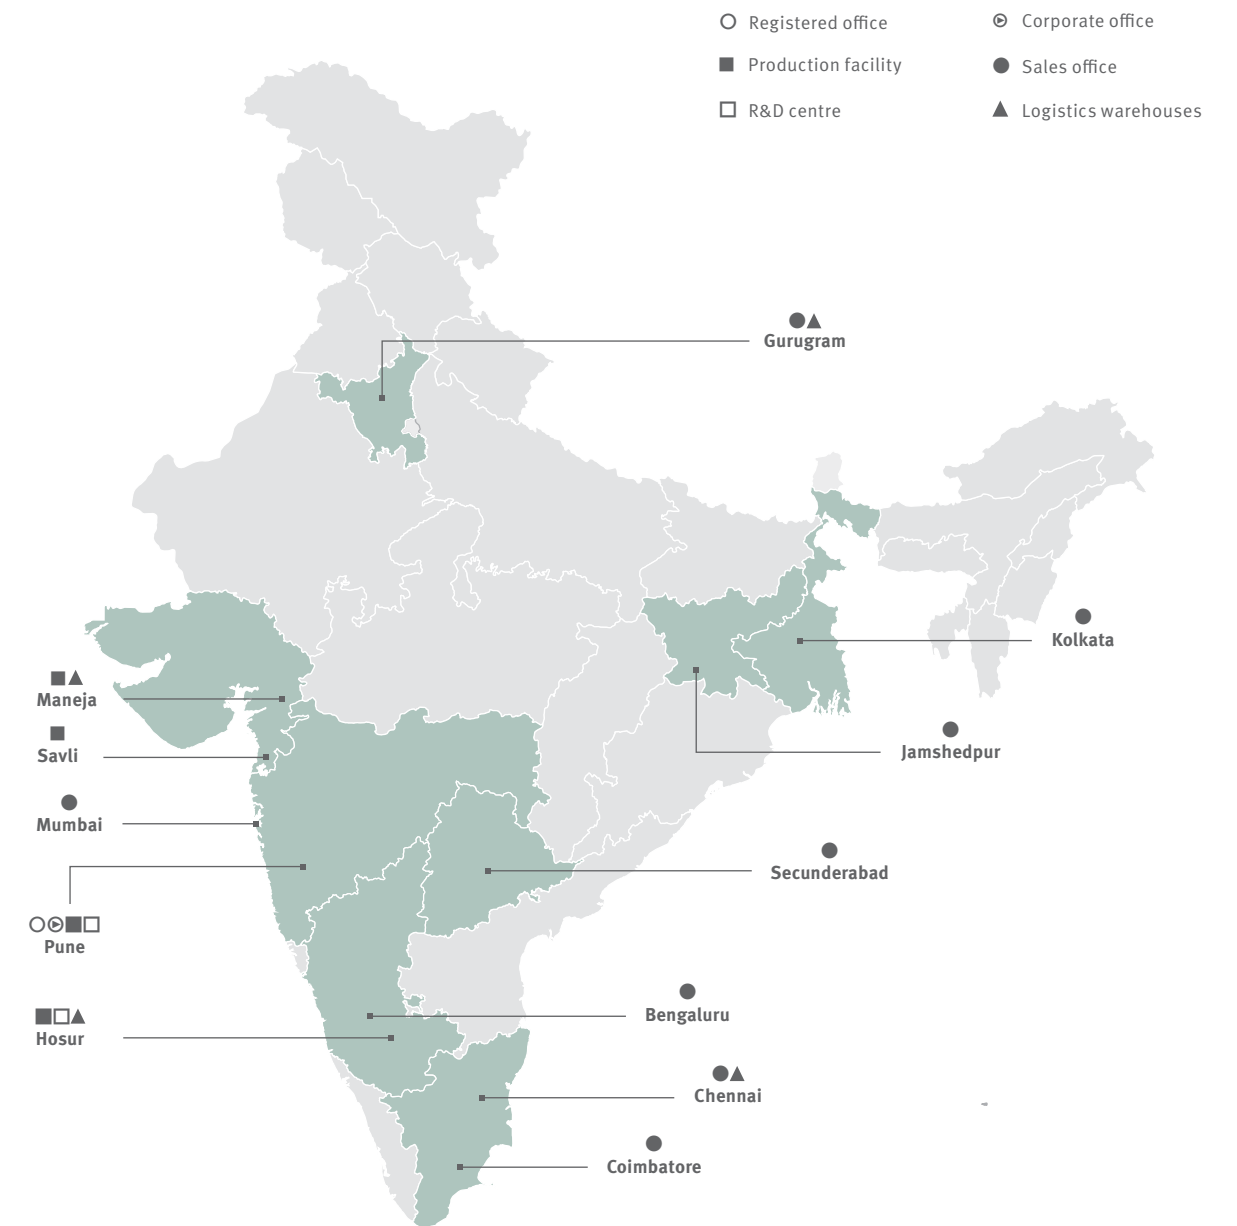 Registered office
Corporate office
Production facility
Sales office
R&D centre
Logistics warehouses
Gurugram
Kolkata
Maneja
Jamshedpur
Savli
Mumbai
Secunderabad
Pune
Bengaluru
Hosur
Chennai
Coimbatore